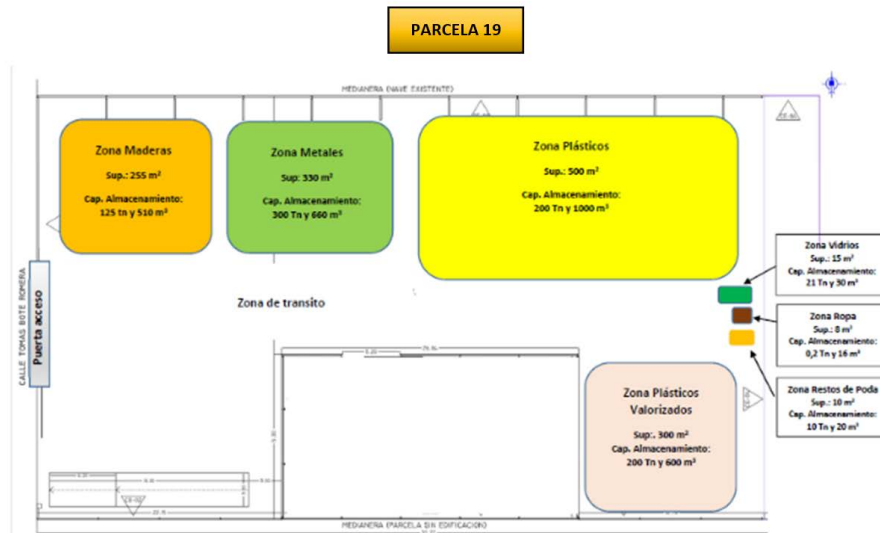 PARCELA 19
MEDIANERA (NAVE EXISTENTE)
Zona Maderas
Sup.: 255 m²
Cap. Almacenamiento:
125 tn y 510 m³
Zona Metales
Sup: 330 m²
Cap. Almacenamiento:
300 Tn y 660 m³
Zona Plásticos
Sup.: 500 m²
Cap. Almacenamiento:
200 Tn y 1000 m³
Zona Vidrios
Sup.: 15 m²
Cap. Almacenamiento:
21 Tn y 30 m³
Zona Ropa
Sup.: 8 m²
Cap. Almacenamiento:
0,2 Tn y 16 m³
Zona Restos de Poda
Sup.: 10 m²
Cap. Almacenamiento:
10 Tn y 20 m³
CALLE TOMAS BOTE ROMERA
Puerta acceso
Zona de transito
Zona Plásticos
Valorizados
Sup:. 300 m²
Cap. Almacenamiento:
200 Tn y 600 m³
MEDIANERA (PARCELA SIN EDIFICACION)